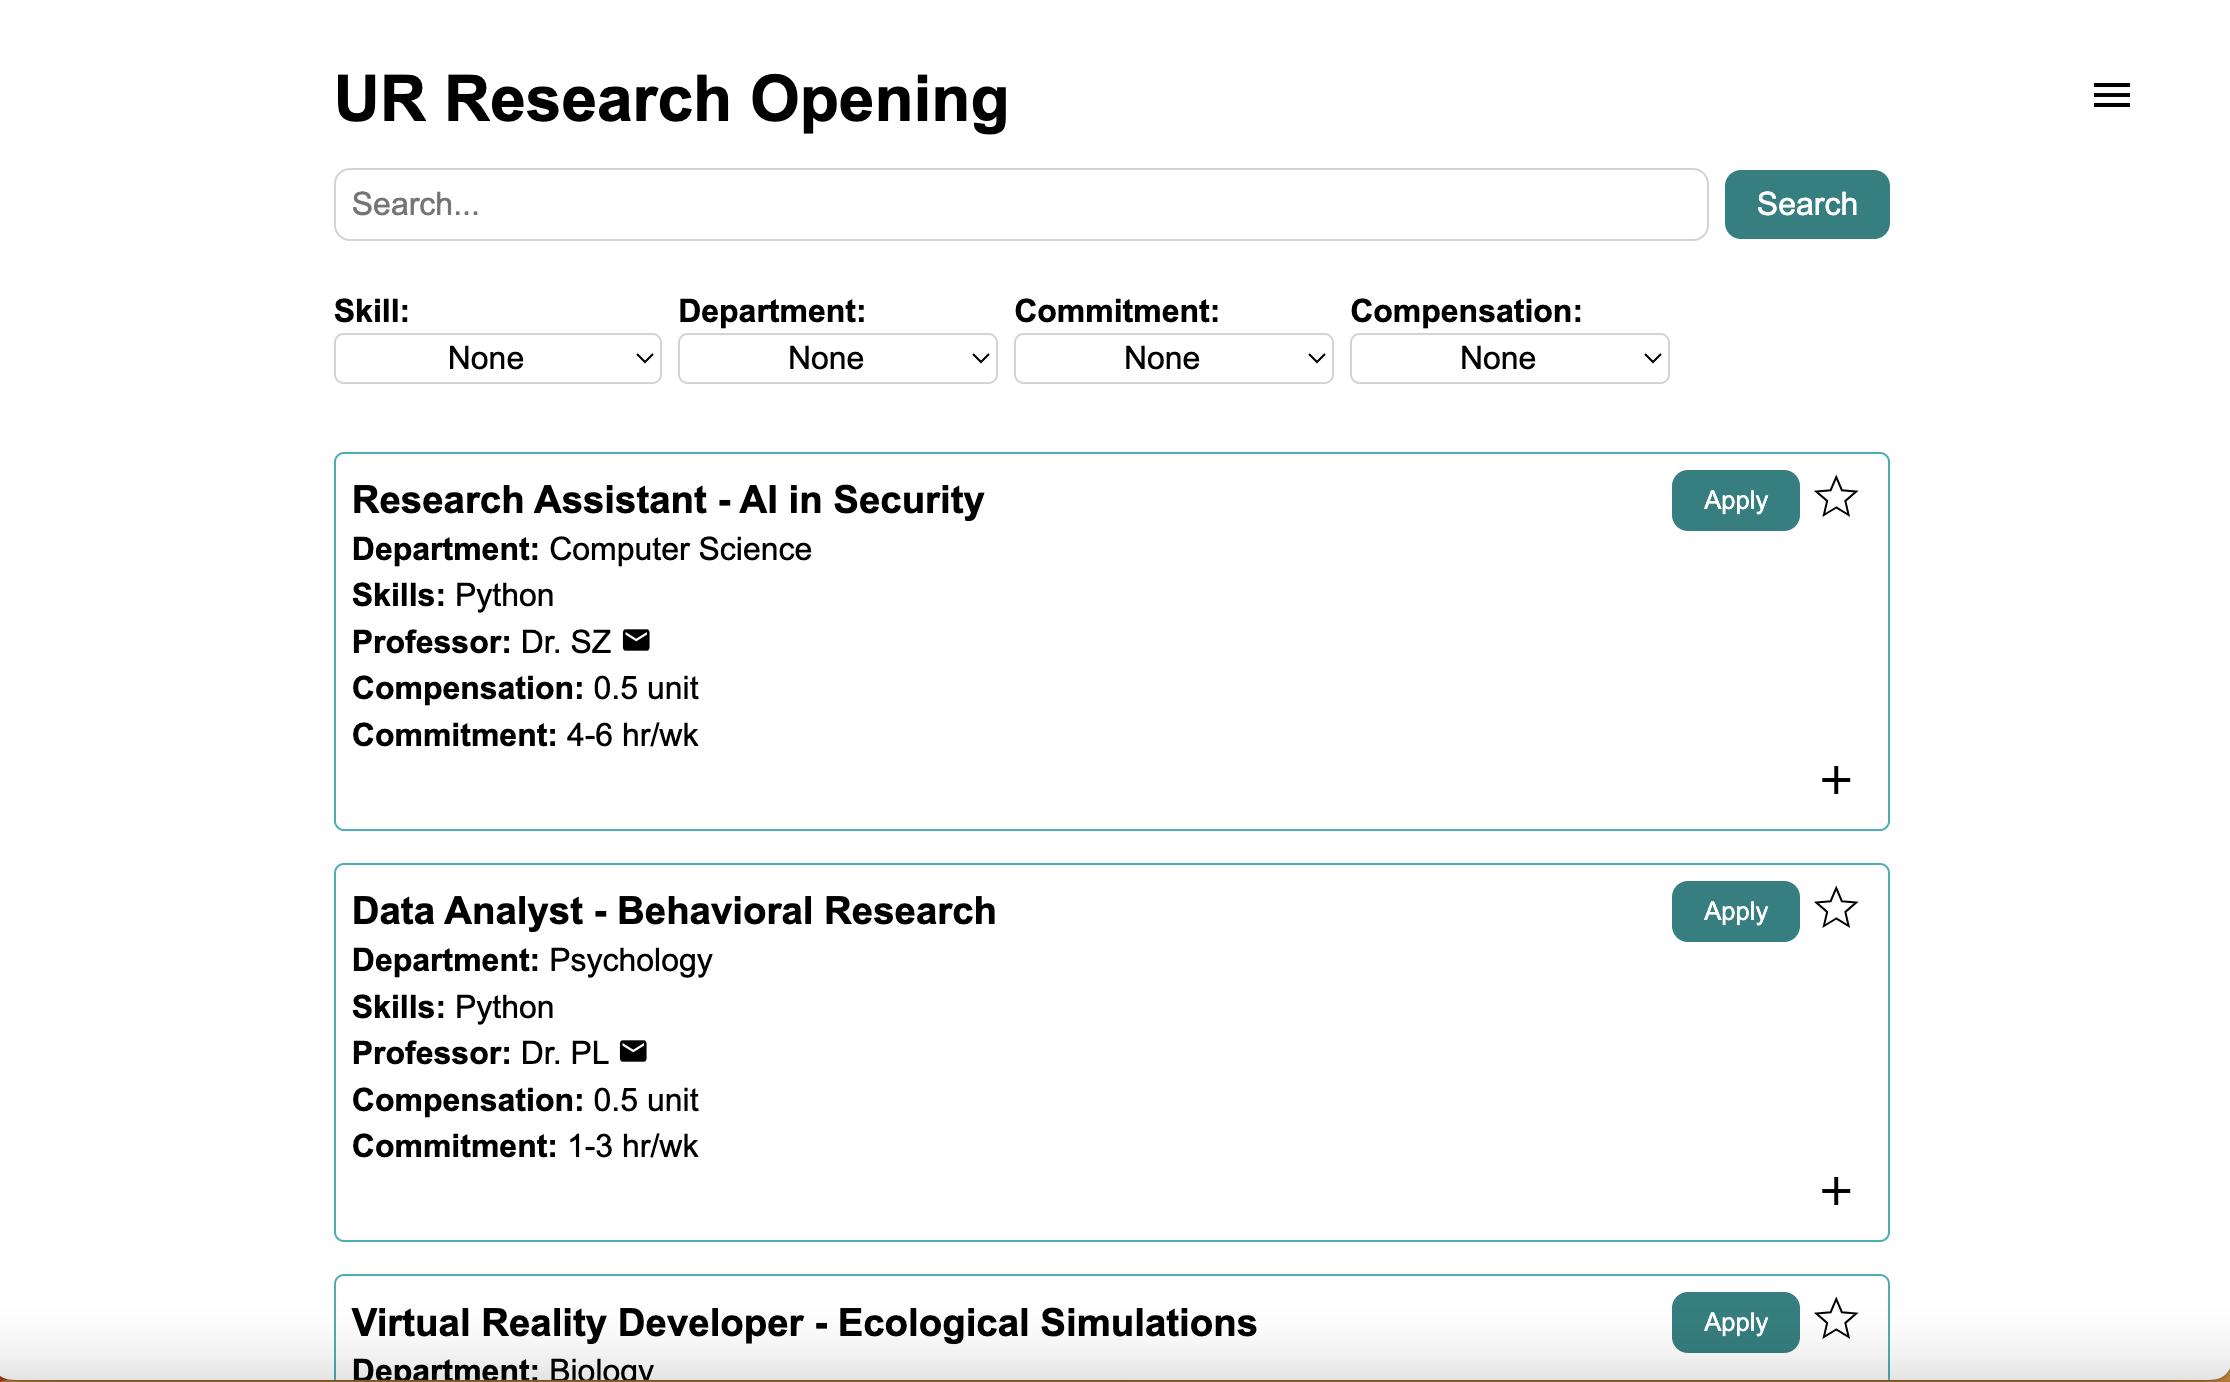 UR Research Opening
Search...
Search
Skill: Department: Commitment: Compensation:
None None None None
Research Assistant - AI in Security
Apply
Department: Computer Science
Skills: Python
Professor: Dr. SZ
Compensation: 0.5 unit
Commitment: 4-6 hr/wk
+
Data Analyst - Behavioral Research
Apply
Department: Psychology
Skills: Python
Professor: Dr. PL
Compensation: 0.5 unit
Commitment: 1-3 hr/wk
+
Virtual Reality Developer - Ecological Simulations
Apply
Department: Biology